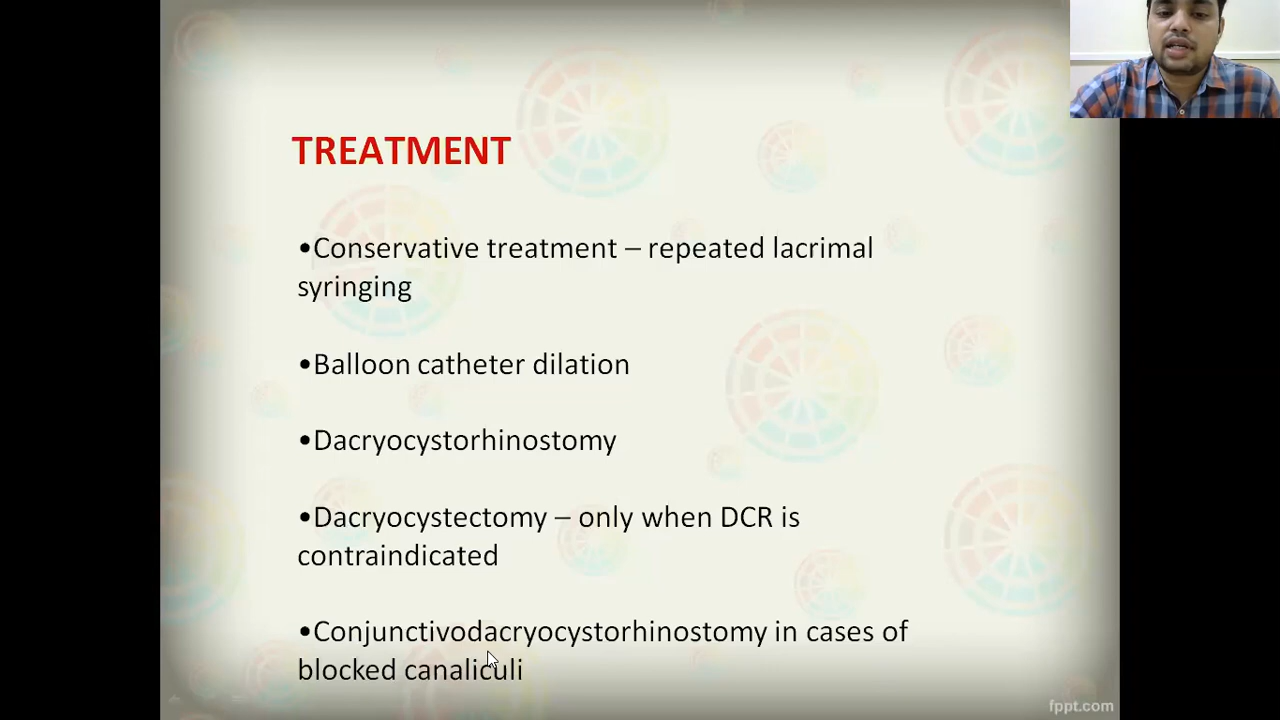 TREATMENT
•Conservative treatment – repeated lacrimal
syringing
•Balloon catheter dilation
•Dacryocystorhinostomy
•Dacryocystectomy – only when DCR is
contraindicated
•Conjunctivodacryocystorhinostomy in cases of
blocked canaliculi
fppt.com